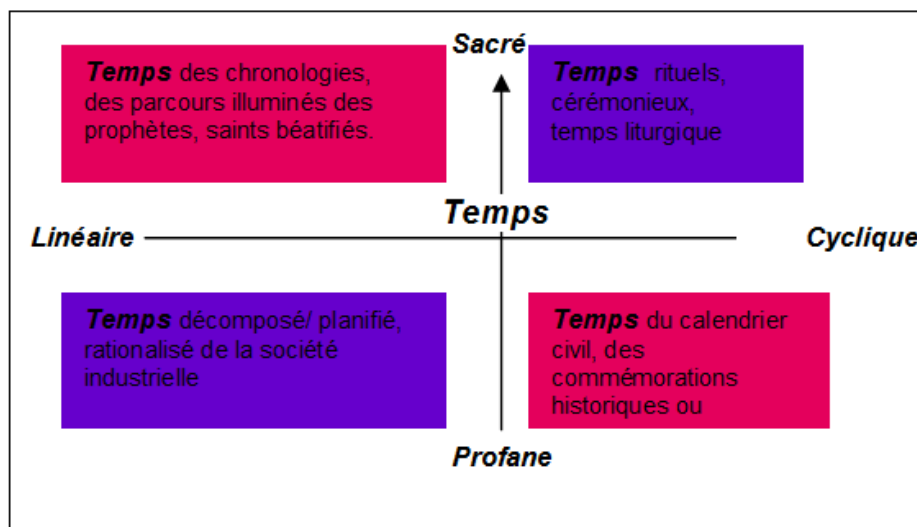 Sacré
Temps des chronologies,
des parcours illuminés des
prophètes, saints béatifiés.
Temps rituels,
cérémonieux,
temps liturgique
Temps
Linéaire
Cyclique
Temps décomposé/ planifié,
rationalisé de la société
industrielle
Temps du calendrier
civil, des
commémorations
historiques ou
Profane